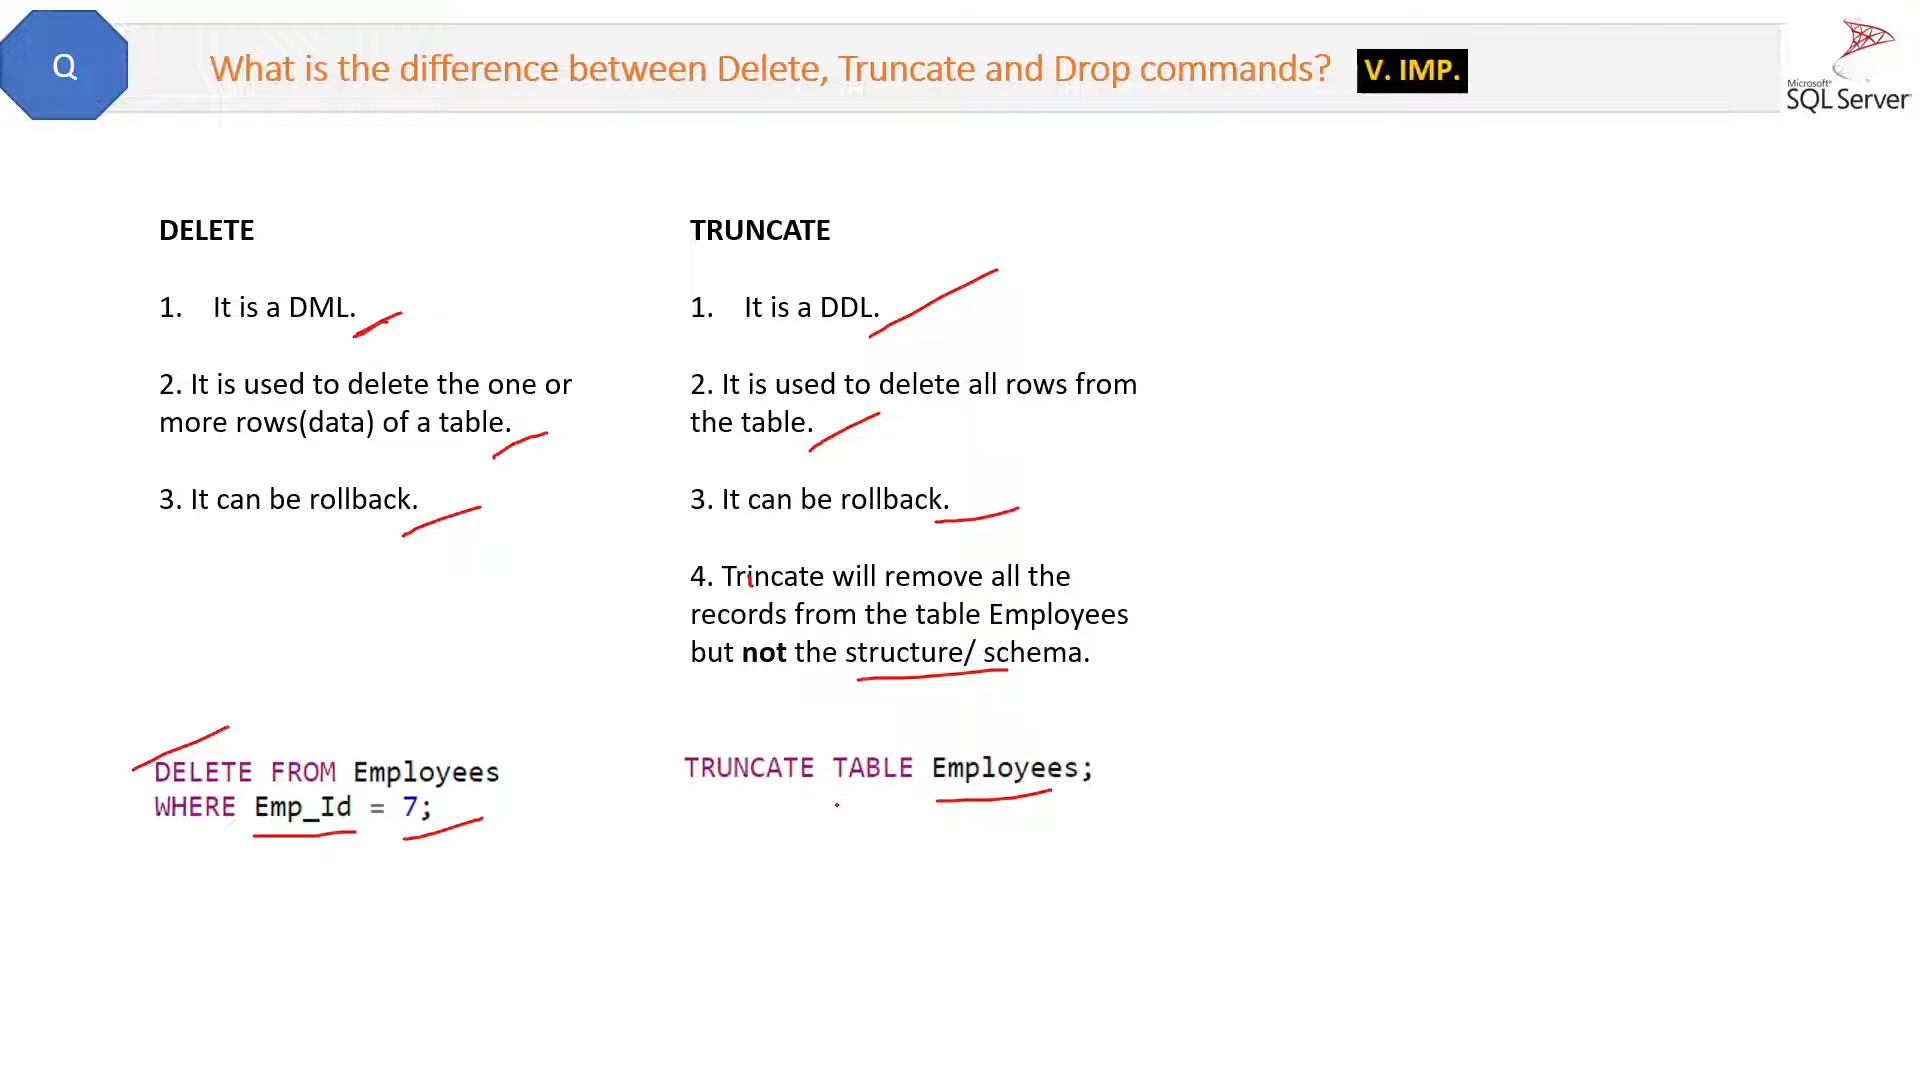 Q
What is the difference between Delete, Truncate and Drop commands?
V. IMP.
Microsoft
SQL Server
DELETE
1. It is a DML.
2. It is used to delete the one or
more rows(data) of a table.
3. It can be rollback.
DELETE FROM Employees
WHERE Emp_Id = 7;
TRUNCATE
1. It is a DDL.
2. It is used to delete all rows from
the table.
3. It can be rollback.
4. Trincate will remove all the
records from the table Employees
but not the structure/ schema.
TRUNCATE TABLE Employees;